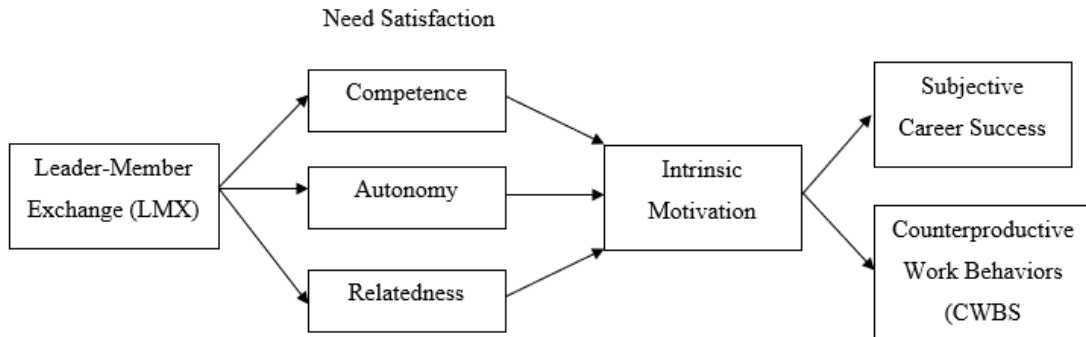 Need Satisfaction
Competence
Autonomy
Relatedness
Leader-Member
Exchange (LMX)
Intrinsic
Motivation
Subjective
Career Success
Counterproductive
Work Behaviors
(CWBS